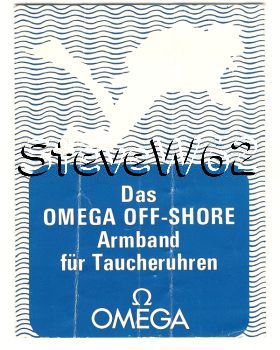 SteveW62
Das
OMEGA OFF-SHORE
Armband
für Taucheruhren
Ω
OMEGA